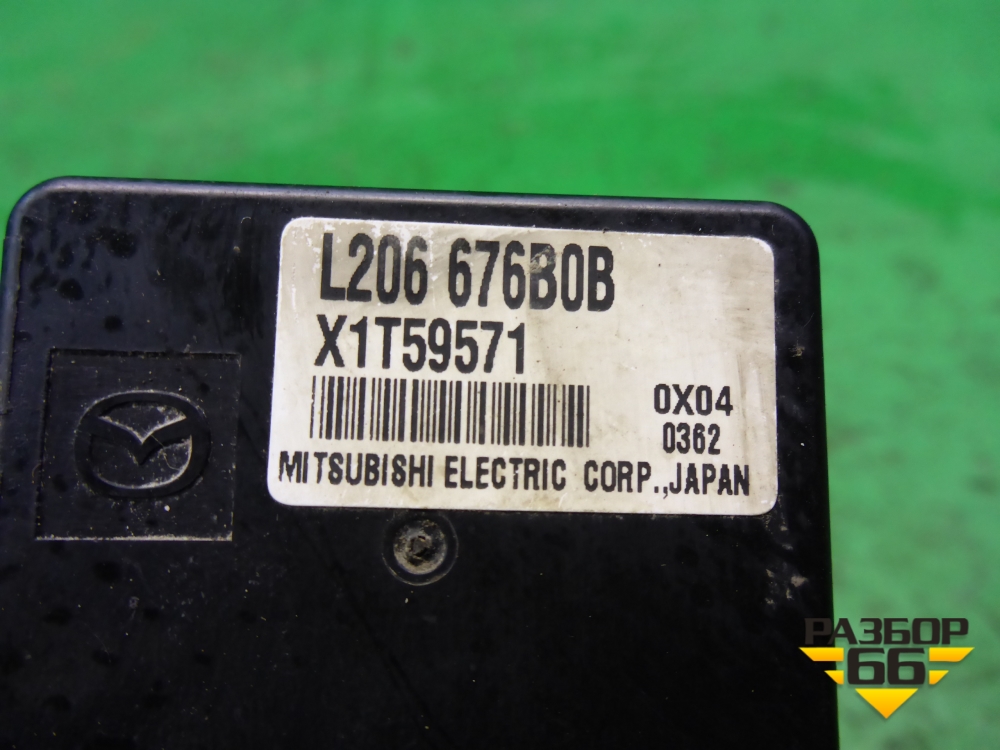 L206 676B0B
X1T59571
0X04
0362
MITSUBISHI ELECTRIC CORP.,JAPAN
РАЗБОР
66